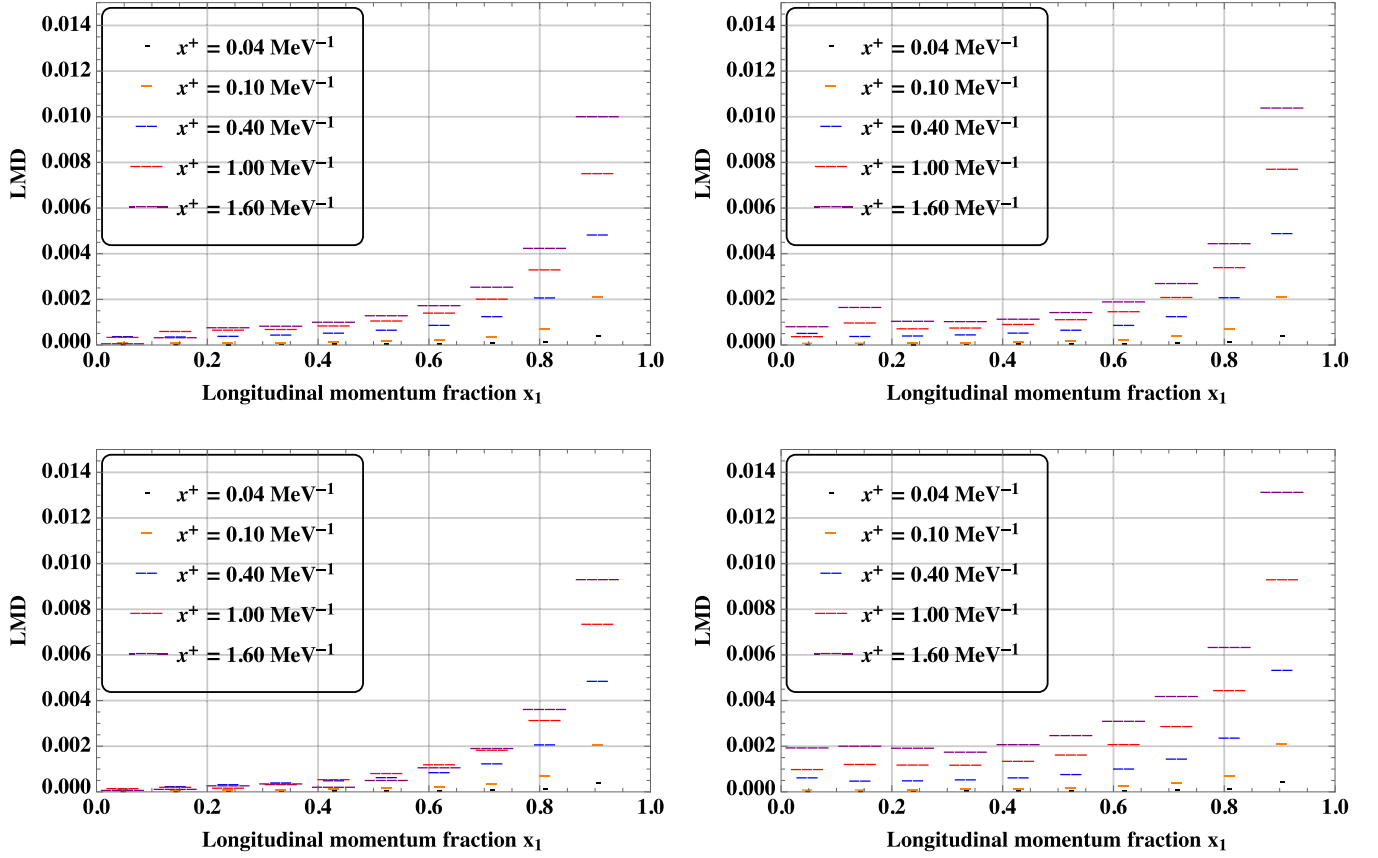 0.014
0.012
0.010
0.008
0.006
0.004
0.002
0.000
LMD
x⁺ = 0.04 MeV⁻¹
x⁺ = 0.10 MeV⁻¹
x⁺ = 0.40 MeV⁻¹
x⁺ = 1.00 MeV⁻¹
x⁺ = 1.60 MeV⁻¹
0.0 0.2 0.4 0.6 0.8 1.0
Longitudinal momentum fraction x₁
0.014
0.012
0.010
0.008
0.006
0.004
0.002
0.000
LMD
x⁺ = 0.04 MeV⁻¹
x⁺ = 0.10 MeV⁻¹
x⁺ = 0.40 MeV⁻¹
x⁺ = 1.00 MeV⁻¹
x⁺ = 1.60 MeV⁻¹
0.0 0.2 0.4 0.6 0.8 1.0
Longitudinal momentum fraction x₁
0.014
0.012
0.010
0.008
0.006
0.004
0.002
0.000
LMD
x⁺ = 0.04 MeV⁻¹
x⁺ = 0.10 MeV⁻¹
x⁺ = 0.40 MeV⁻¹
x⁺ = 1.00 MeV⁻¹
x⁺ = 1.60 MeV⁻¹
0.0 0.2 0.4 0.6 0.8 1.0
Longitudinal momentum fraction x₁
0.014
0.012
0.010
0.008
0.006
0.004
0.002
0.000
LMD
x⁺ = 0.04 MeV⁻¹
x⁺ = 0.10 MeV⁻¹
x⁺ = 0.40 MeV⁻¹
x⁺ = 1.00 MeV⁻¹
x⁺ = 1.60 MeV⁻¹
0.0 0.2 0.4 0.6 0.8 1.0
Longitudinal momentum fraction x₁